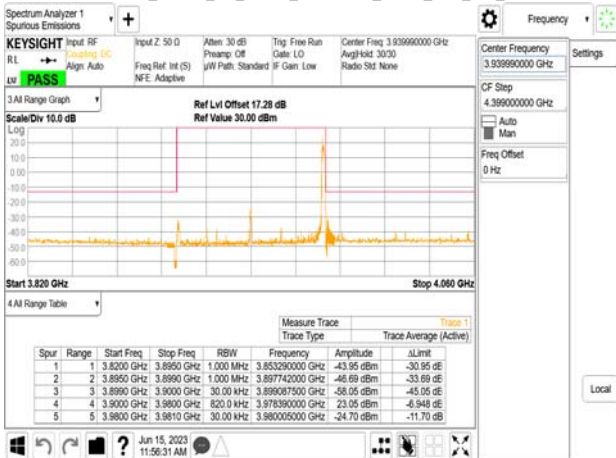 Spectrum Analyzer 1
Spurious Emissions
+
Frequency
KEYSIGHT
RL
LV
PASS
Input: RF
Coupling: DC
Align: Auto
Input Z: 50 Ω
Freq Ref: Int (S)
NFE: Adaptive
Atten: 30 dB
Preamp: Off
µW Path: Standard
Trig: Free Run
Gate: LO
IF Gain: Low
Center Freq: 3.939990000 GHz
Avg|Hold: 30/30
Radio Std: None
Center Frequency
3.939990000 GHz
Settings
CF Step
4.399000000 GHz
Auto
Man
Freq Offset
0 Hz
Local
3 All Range Graph
Scale/Div 10.0 dB
Ref Lvl Offset 17.28 dB
Ref Value 30.00 dBm
Log
20.0
10.0
0.00
-10.0
-20.0
-30.0
-40.0
-50.0
-60.0
Start 3.820 GHz
Stop 4.060 GHz
4 All Range Table
Measure Trace Trace 1
Trace Type Trace Average (Active)
Spur Range Start Freq Stop Freq RBW Frequency Amplitude ΔLimit
1 1 3.8200 GHz 3.8950 GHz 1.000 MHz 3.853290000 GHz -43.95 dBm -30.95 dB
2 2 3.8950 GHz 3.8990 GHz 1.000 MHz 3.897742000 GHz -46.69 dBm -33.69 dB
3 3 3.8990 GHz 3.9000 GHz 30.00 kHz 3.899087500 GHz -58.05 dBm -45.05 dB
4 4 3.9000 GHz 3.9800 GHz 820.0 kHz 3.978390000 GHz 23.05 dBm -6.948 dB
5 5 3.9800 GHz 3.9810 GHz 30.00 kHz 3.980005000 GHz -24.70 dBm -11.70 dB
?
Jun 15, 2023
11:56:31 AM